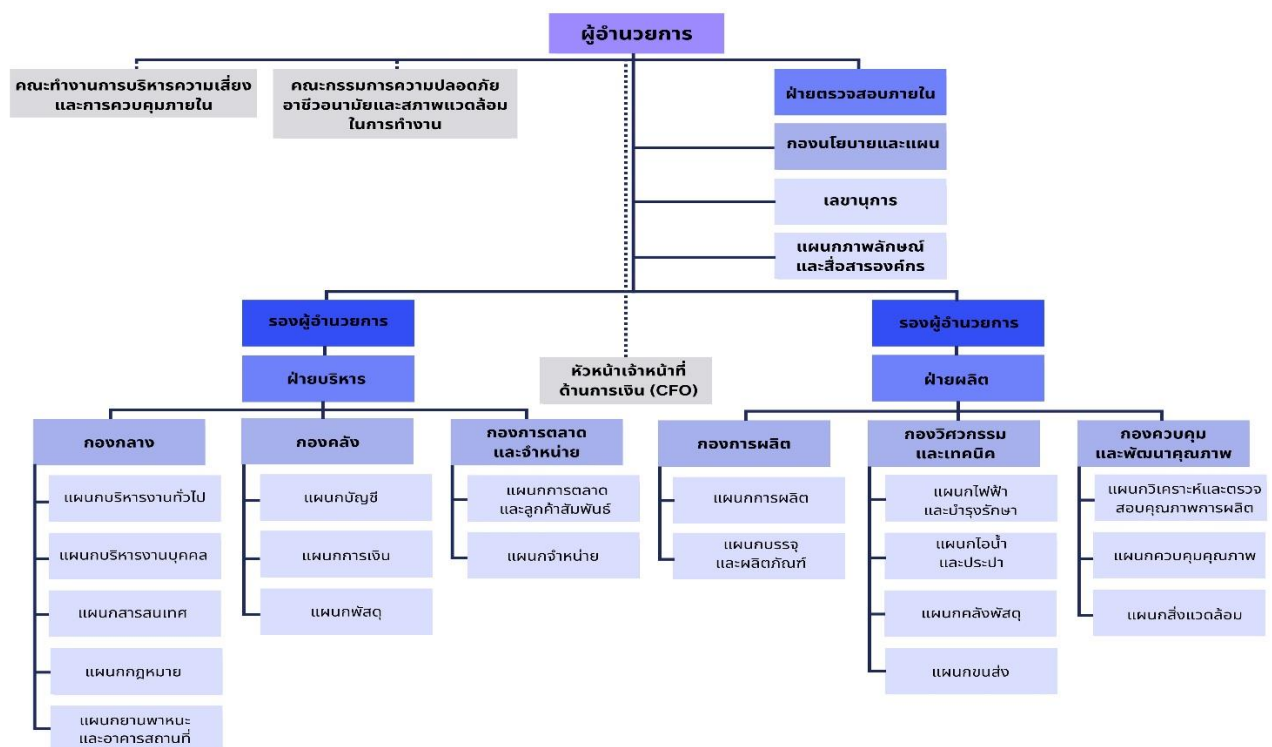 ผู้อำนวยการ
คณะทำงานการบริหารความเสี่ยง
และการควบคุมภายใน
คณะกรรมการความปลอดภัย
อาชีวอนามัยและสภาพแวดล้อม
ในการทำงาน
ฝ่ายตรวจสอบภายใน
กองนโยบายและแผน
เลขานุการ
แผนกภาพลักษณ์
และสื่อสารองค์กร
รองผู้อำนวยการ
รองผู้อำนวยการ
ฝ่ายบริหาร
หัวหน้าเจ้าหน้าที่
ด้านการเงิน (CFO)
ฝ่ายผลิต
กองกลาง
แผนกบริหารงานทั่วไป
แผนกบริหารงานบุคคล
แผนกสารสนเทศ
แผนกกฎหมาย
แผนกยานพาหนะ
และอาคารสถานที่
กองคลัง
แผนกบัญชี
แผนกการเงิน
แผนกพัสดุ
กองการตลาด
และจำหน่าย
แผนกการตลาด
และลูกค้าสัมพันธ์
แผนกจำหน่าย
กองการผลิต
แผนกการผลิต
แผนกบรรจุ
และผลิตภัณฑ์
กองวิศวกรรม
และเทคนิค
แผนกไฟฟ้า
และบำรุงรักษา
แผนกไอน้ำ
และประปา
แผนกคลังพัสดุ
แผนกขนส่ง
กองควบคุม
และพัฒนาคุณภาพ
แผนกวิเคราะห์และตรวจ
สอบคุณภาพการผลิต
แผนกควบคุมคุณภาพ
แผนกสิ่งแวดล้อม